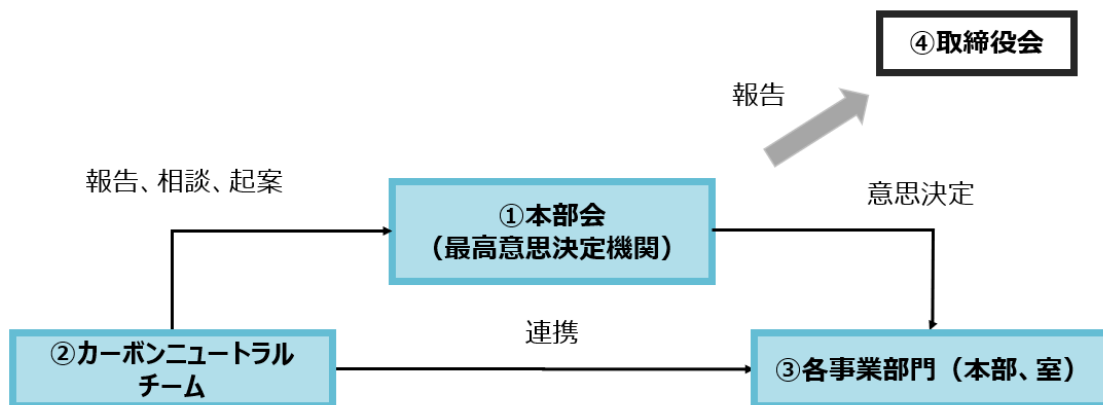 ④取締役会
報告
報告、相談、起案
①本部会
（最高意思決定機関）
意思決定
②カーボンニュートラル
チーム
連携
③各事業部門（本部、室）